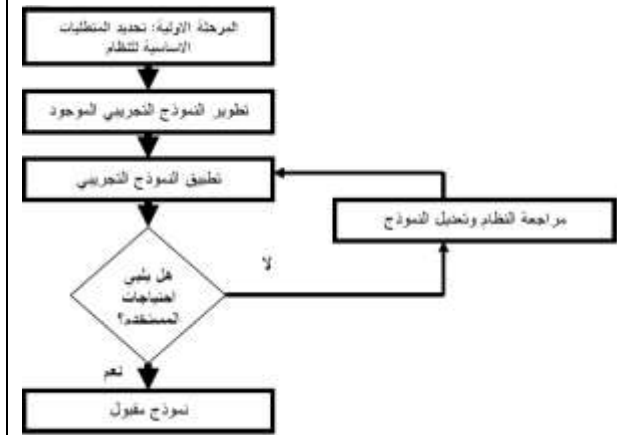 المرحلة الاولية: تحديد المتطلبات
الاساسية للنظام
تطوير النموذج التجريبي الموجود
تطبيق النموذج التجريبي
مراجعة النظام وتعديل النموذج
لا
هل يلبي
احتياجات
المستخدم؟
نعم
نموذج مقبول